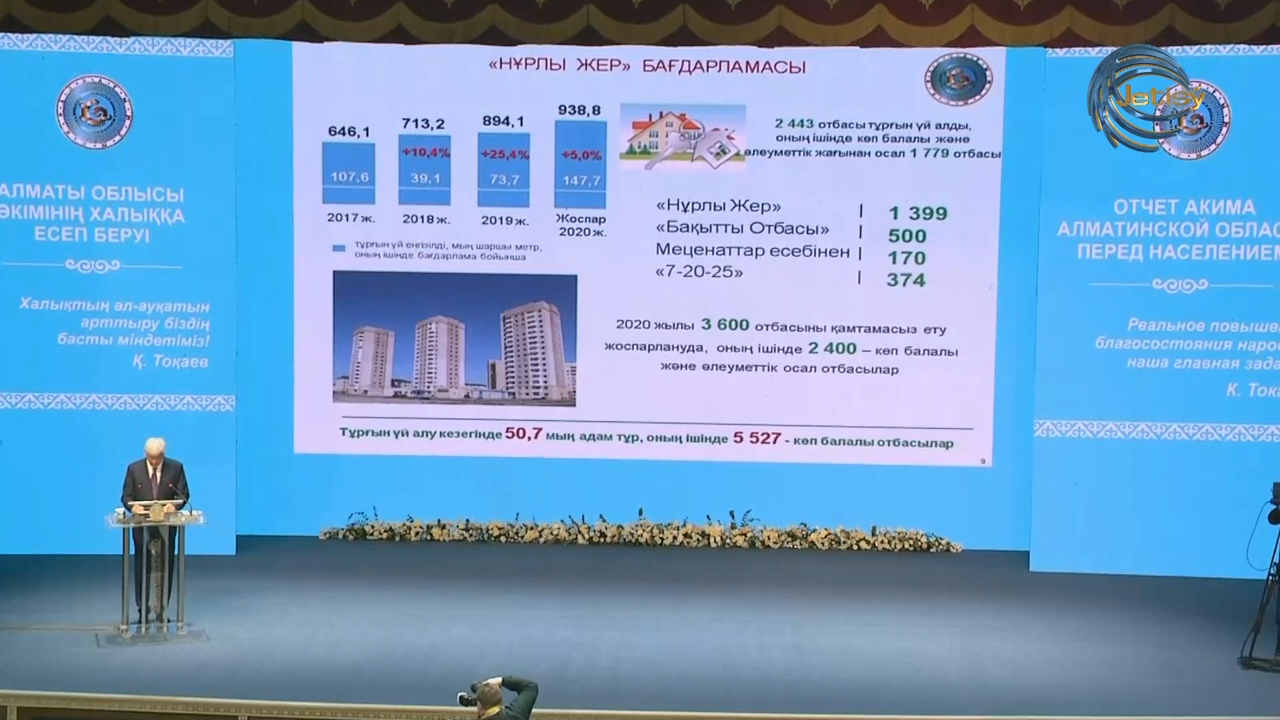 «НҰРЛЫ ЖЕР» БАҒДАРЛАМАСЫ
Jetisy
646,1
713,2
894,1
938,8
+10,4%
+25,4%
+5,0%
107,6
39,1
73,7
147,7
2017 ж.
2018 ж.
2019 ж.
Жоспар
2020 ж.
тұрғын үй енгізілді, мың шаршы метр,
оның ішінде бағдарлама бойынша
2 443 отбасы тұрғын үй алды,
оның ішінде көп балалы және
әлеуметтік жағынан осал 1 779 отбасы
«Нұрлы Жер» | 1 399
«Бақытты Отбасы» | 500
Меценаттар есебінен | 170
«7-20-25» | 374
2020 жылы 3 600 отбасыны қамтамасыз ету
жоспарлануда, оның ішінде 2 400 – көп балалы
және әлеуметтік осал отбасылар
Тұрғын үй алу кезегінде 50,7 мың адам тұр, оның ішінде 5 527 - көп балалы отбасылар
9
АЛМАТЫ ОБЛЫСЫ
ӘКІМІНІҢ ХАЛЫҚҚА
ЕСЕП БЕРУІ
Халықтың әл-ауқатын
арттыру біздің
басты міндетіміз!
Қ. Тоқаев
ОТЧЕТ АКИМА
АЛМАТИНСКОЙ ОБЛАС
ПЕРЕД НАСЕЛЕНИЕМ
Реальное повыше
благосостояния наро
наша главная зада
К. Тока